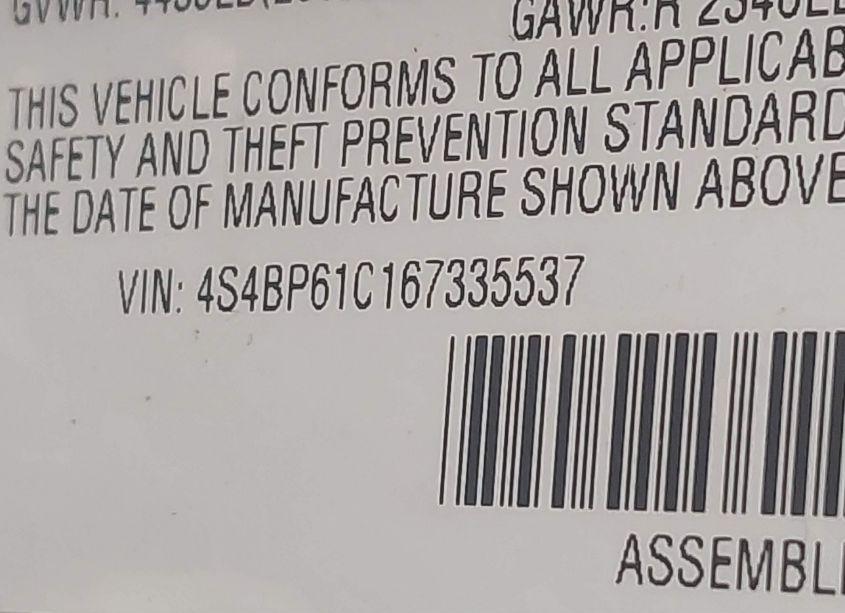 GAWR:R
THIS VEHICLE CONFORMS TO ALL APPLICAB
SAFETY AND THEFT PREVENTION STANDARD
THE DATE OF MANUFACTURE SHOWN ABOVE
VIN: 4S4BP61C167335537
ASSEMBL